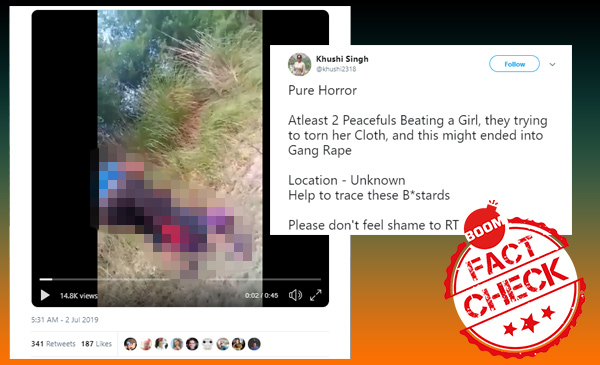 Khushi Singh
@khushi2318
Follow
Pure Horror
Atleast 2 Peacefuls Beating a Girl, they trying
to torn her Cloth, and this might ended into
Gang Rape
Location - Unknown
Help to trace these B*stards
Please don't feel shame to RT
14.8K views
0:02 / 0:45
5:31 AM - 2 Jul 2019
341 Retweets 187 Likes
BOOM
FACT
CHECK